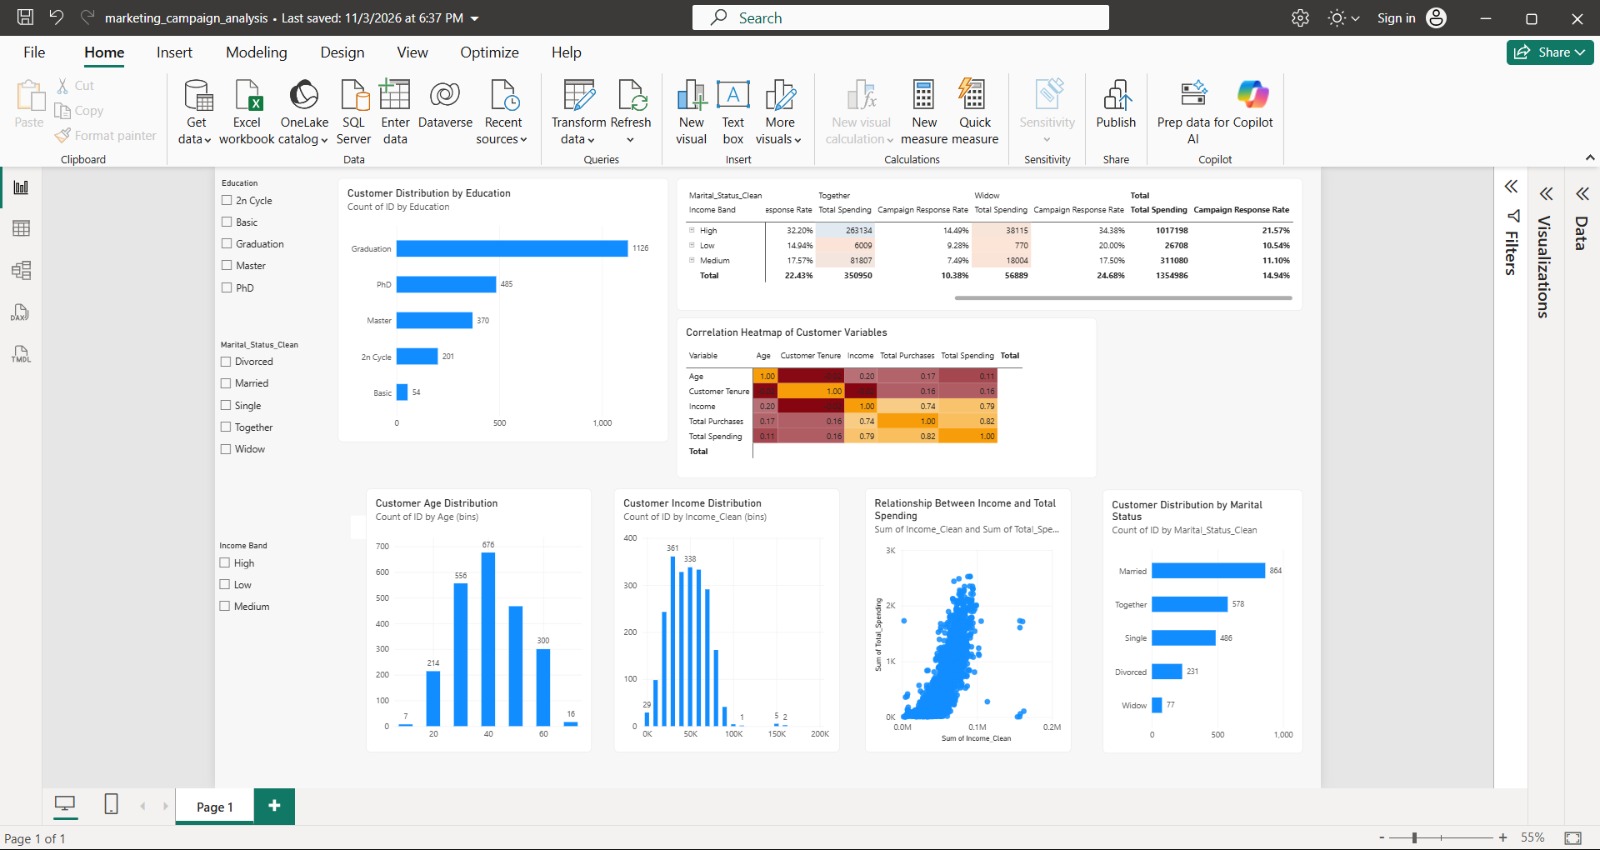 marketing_campaign_analysis • Last saved: 11/3/2026 at 6:37 PM
Search
Sign in
File Home Insert Modeling Design View Optimize Help
Share
Paste
Cut
Copy
Format painter
Clipboard
Get data
Excel workbook
OneLake catalog
SQL Server
Enter data
Dataverse
Recent sources
Data
Transform data
Refresh
Queries
New visual
Text box
More visuals
Insert
New visual calculation
New measure
Quick measure
Calculations
Sensitivity
Sensitivity
Publish
Share
Prep data for AI
Copilot
Copilot
DAX
TMDL
Education
2n Cycle
Basic
Graduation
Master
PhD
Marital_Status_Clean
Divorced
Married
Single
Together
Widow
Income Band
High
Low
Medium
Customer Distribution by Education
Count of ID by Education
Graduation 1126
PhD 485
Master 370
2n Cycle 201
Basic 54
0 500 1,000
Marital_Status_Clean Together Widow Total
Income Band esponse Rate Total Spending Campaign Response Rate Total Spending Campaign Response Rate Total Spending Campaign Response Rate
High 32.20% 263134 14.49% 38115 34.38% 1017198 21.57%
Low 14.94% 6009 9.28% 770 20.00% 26708 10.54%
Medium 17.57% 81807 7.49% 18004 17.50% 311080 11.10%
Total 22.43% 350950 10.38% 56889 24.68% 1354986 14.94%
Correlation Heatmap of Customer Variables
Variable Age Customer Tenure Income Total Purchases Total Spending Total
Age 1.00 0.20 0.17 0.11
Customer Tenure 1.00 0.16 0.16
Income 0.20 1.00 0.74 0.79
Total Purchases 0.17 0.16 0.74 1.00 0.82
Total Spending 0.11 0.16 0.79 0.82 1.00
Total
Customer Age Distribution
Count of ID by Age (bins)
700
600
500
400
300
200
100
0
7 214 556 676 300 16
20 40 60
Customer Income Distribution
Count of ID by Income_Clean (bins)
400
300
200
100
0
29 361 338 1 5 2
0K 50K 100K 150K 200K
Relationship Between Income and Total Spending
Sum of Income_Clean and Sum of Total_Spe...
Sum of Total_Spending
3K
2K
1K
0K
0.0M 0.1M 0.2M
Sum of Income_Clean
Customer Distribution by Marital Status
Count of ID by Marital_Status_Clean
Married 864
Together 578
Single 486
Divorced 231
Widow 77
0 500 1,000
Filters
Visualizations
Data
Page 1
Page 1 of 1
55%